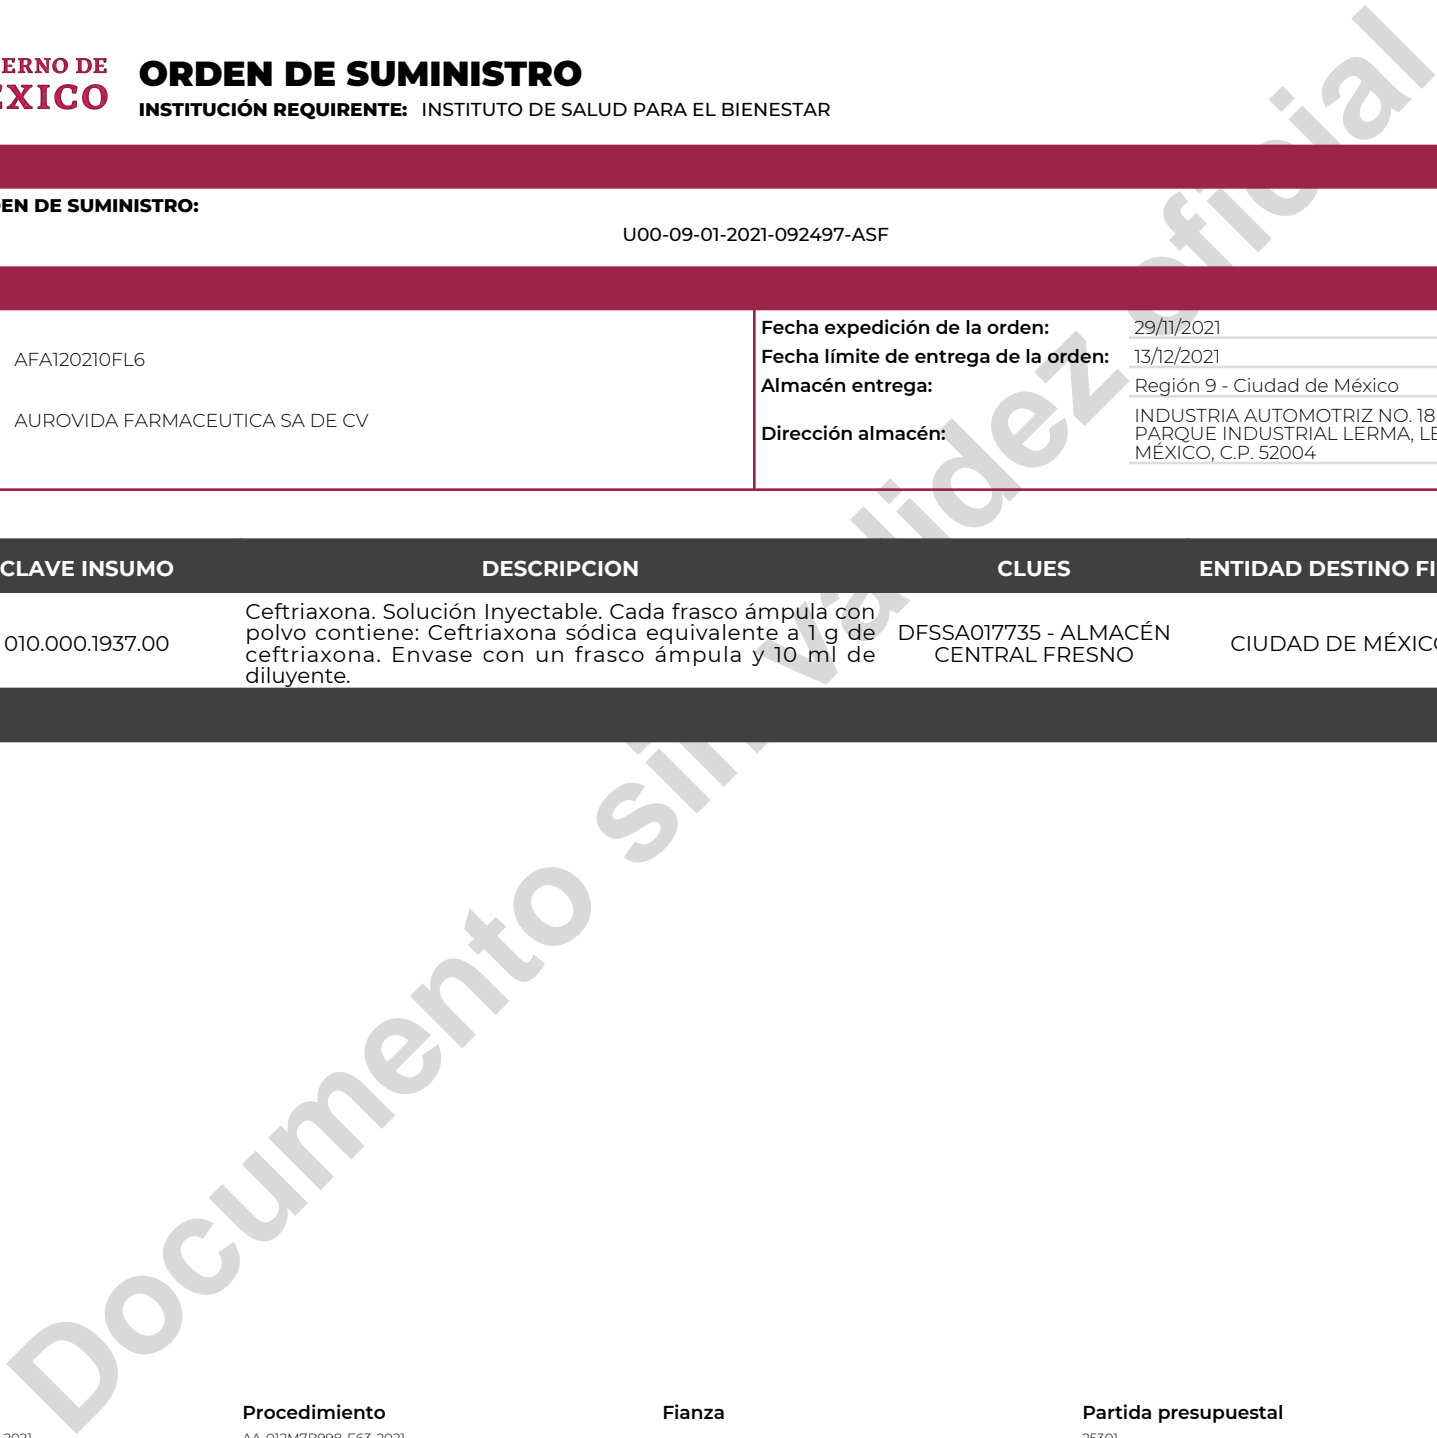 ERNO DE
ORDEN DE SUMINISTRO
INSTITUCIÓN REQUIRENTE: INSTITUTO DE SALUD PARA EL BIENESTAR
EN DE SUMINISTRO:
U00-09-01-2021-092497-ASF
AFA120210FL6
AUROVIDA FARMACEUTICA SA DE CV
Fecha expedición de la orden: 29/11/2021
Fecha límite de entrega de la orden: 13/12/2021
Almacén entrega: Región 9 - Ciudad de México
Dirección almacén:
INDUSTRIA AUTOMOTRIZ NO. 18
PARQUE INDUSTRIAL LERMA, LE
MÉXICO, C.P. 52004
CLAVE INSUMO DESCRIPCION CLUES ENTIDAD DESTINO FI
010.000.1937.00
Ceftriaxona. Solución Inyectable. Cada frasco ámpula con
polvo contiene: Ceftriaxona sódica equivalente a 1 g de
ceftriaxona. Envase con un frasco ámpula y 10 ml de
diluyente.
DFSSA017735 - ALMACÉN
CENTRAL FRESNO
CIUDAD DE MÉXICO
Documento sin validez oficial
Procedimiento Fianza Partida presupuestal